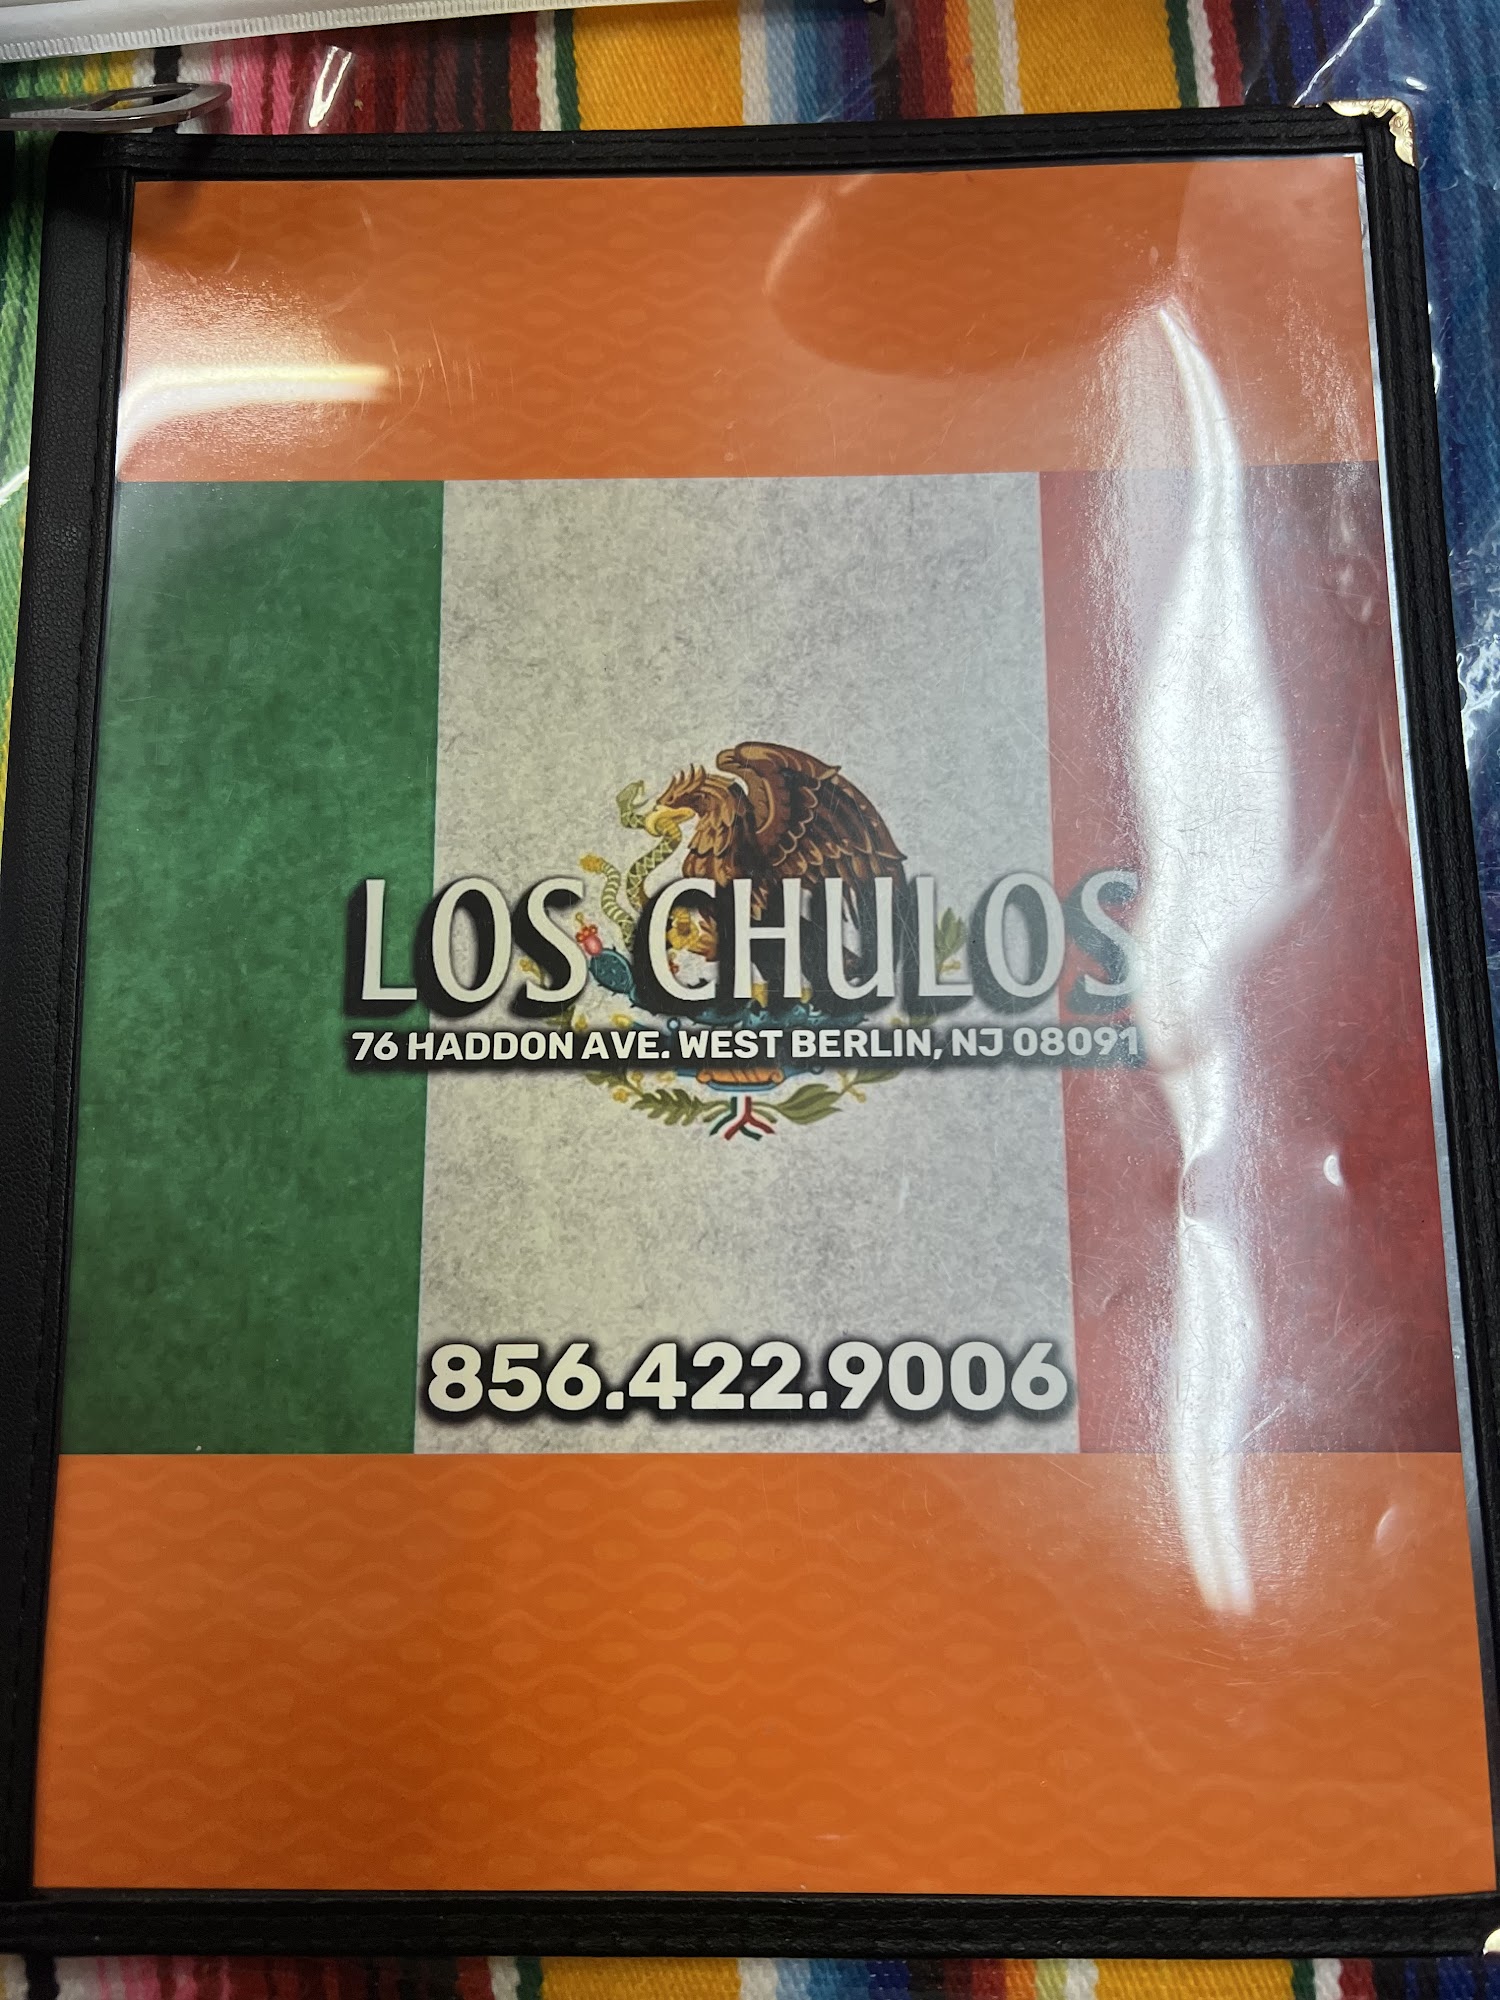 LOS CHULOS
76 HADDON AVE. WEST BERLIN, NJ 08091
856.422.9006